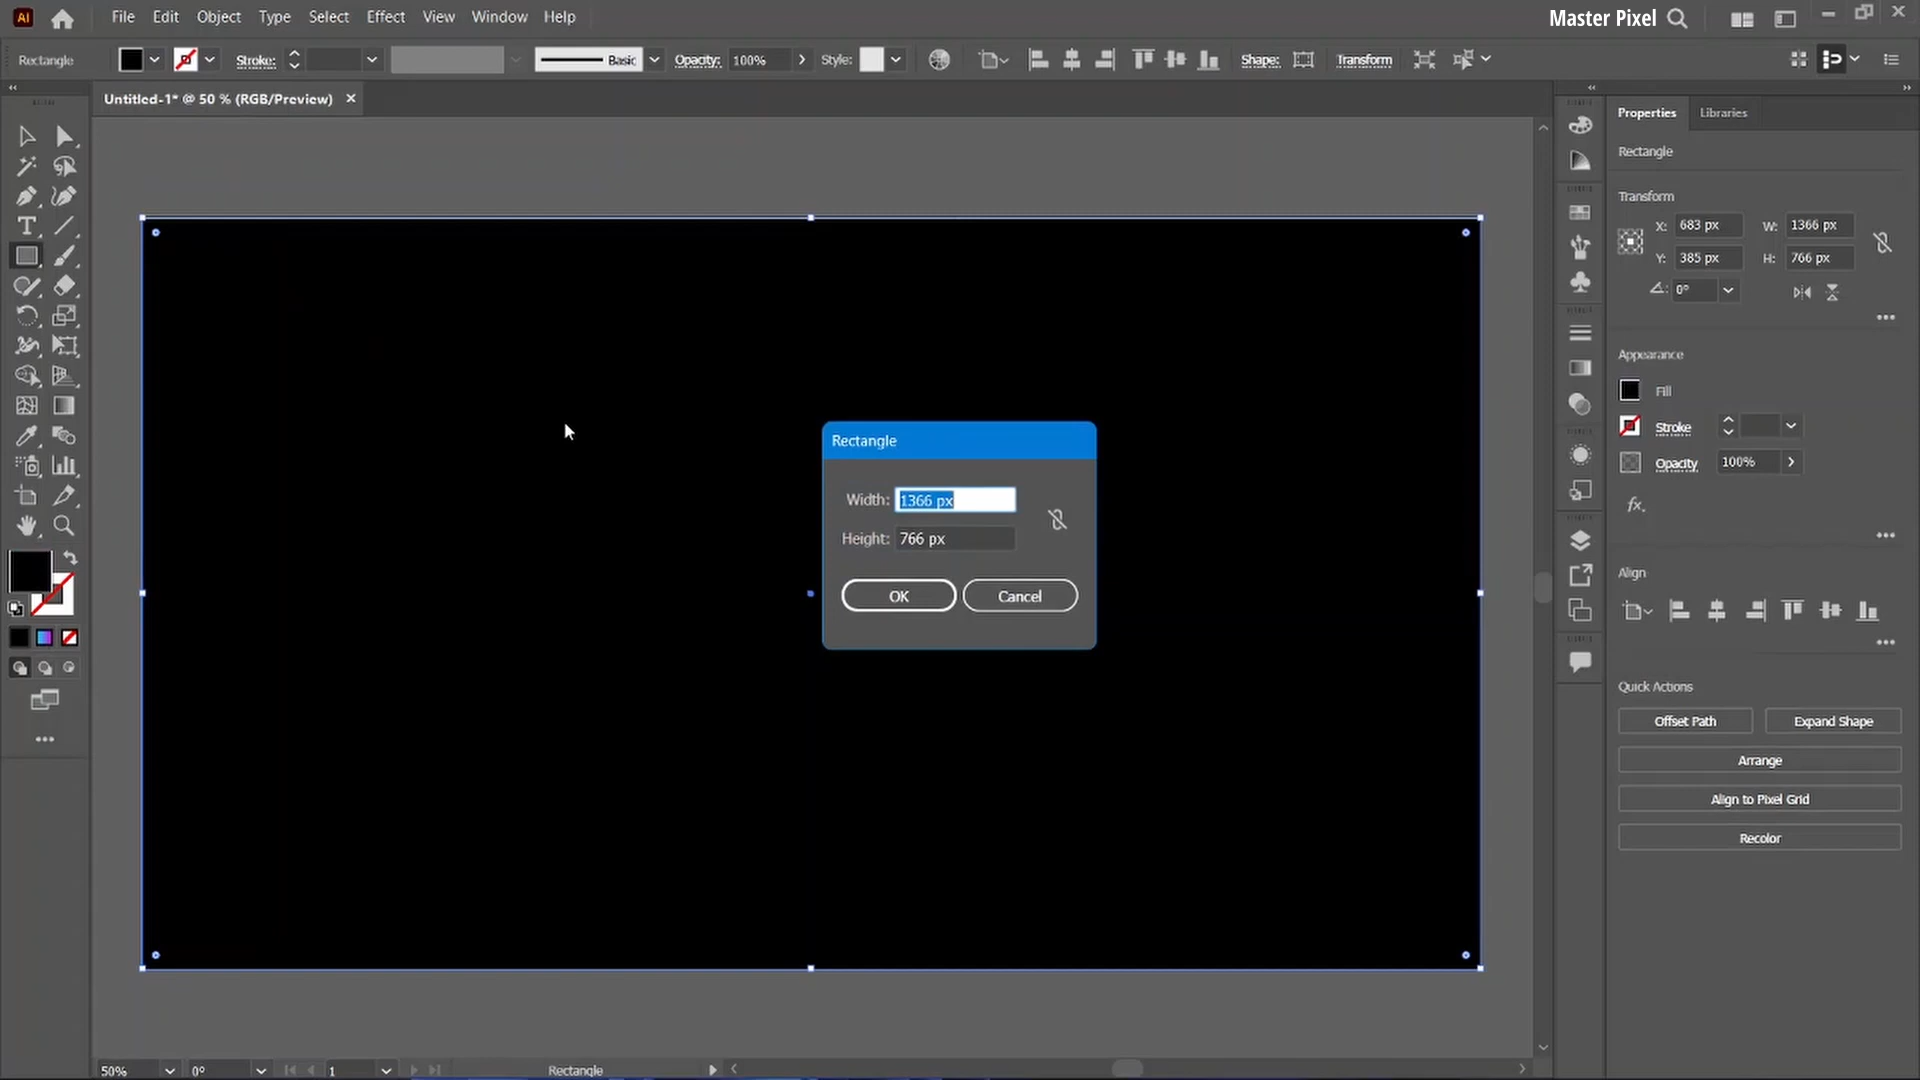 Ai File Edit Object Type Select Effect View Window Help Master Pixel
Rectangle Stroke: Basic Opacity: 100% Style: Shape: Transform
Untitled-1* @ 50 % (RGB/Preview)
Properties Libraries
Rectangle
Transform
X: 683 px W: 1366 px
Y: 385 px H: 766 px
0°
Appearance
Fill
Stroke
Opacity 100%
fx.
Align
Quick Actions
Offset Path Expand Shape
Arrange
Align to Pixel Grid
Recolor
Rectangle
Width: 1366 px
Height: 766 px
OK Cancel
50% 0° 1 Rectangle